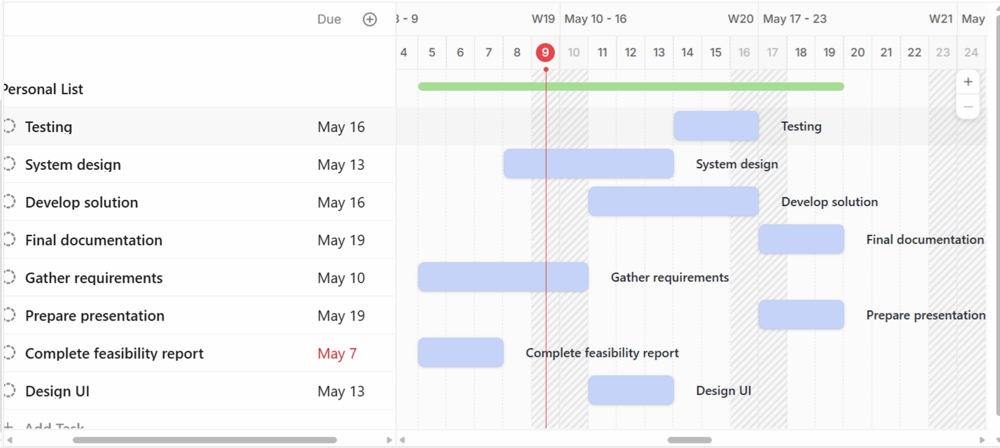 Due
3 - 9 W19 May 10 - 16 W20 May 17 - 23 W21 May
4 5 6 7 8 9 10 11 12 13 14 15 16 17 18 19 20 21 22 23 24
Personal List
Testing May 16 Testing
System design May 13 System design
Develop solution May 16 Develop solution
Final documentation May 19 Final documentation
Gather requirements May 10 Gather requirements
Prepare presentation May 19 Prepare presentation
Complete feasibility report May 7 Complete feasibility report
Design UI May 13 Design UI
Add Task